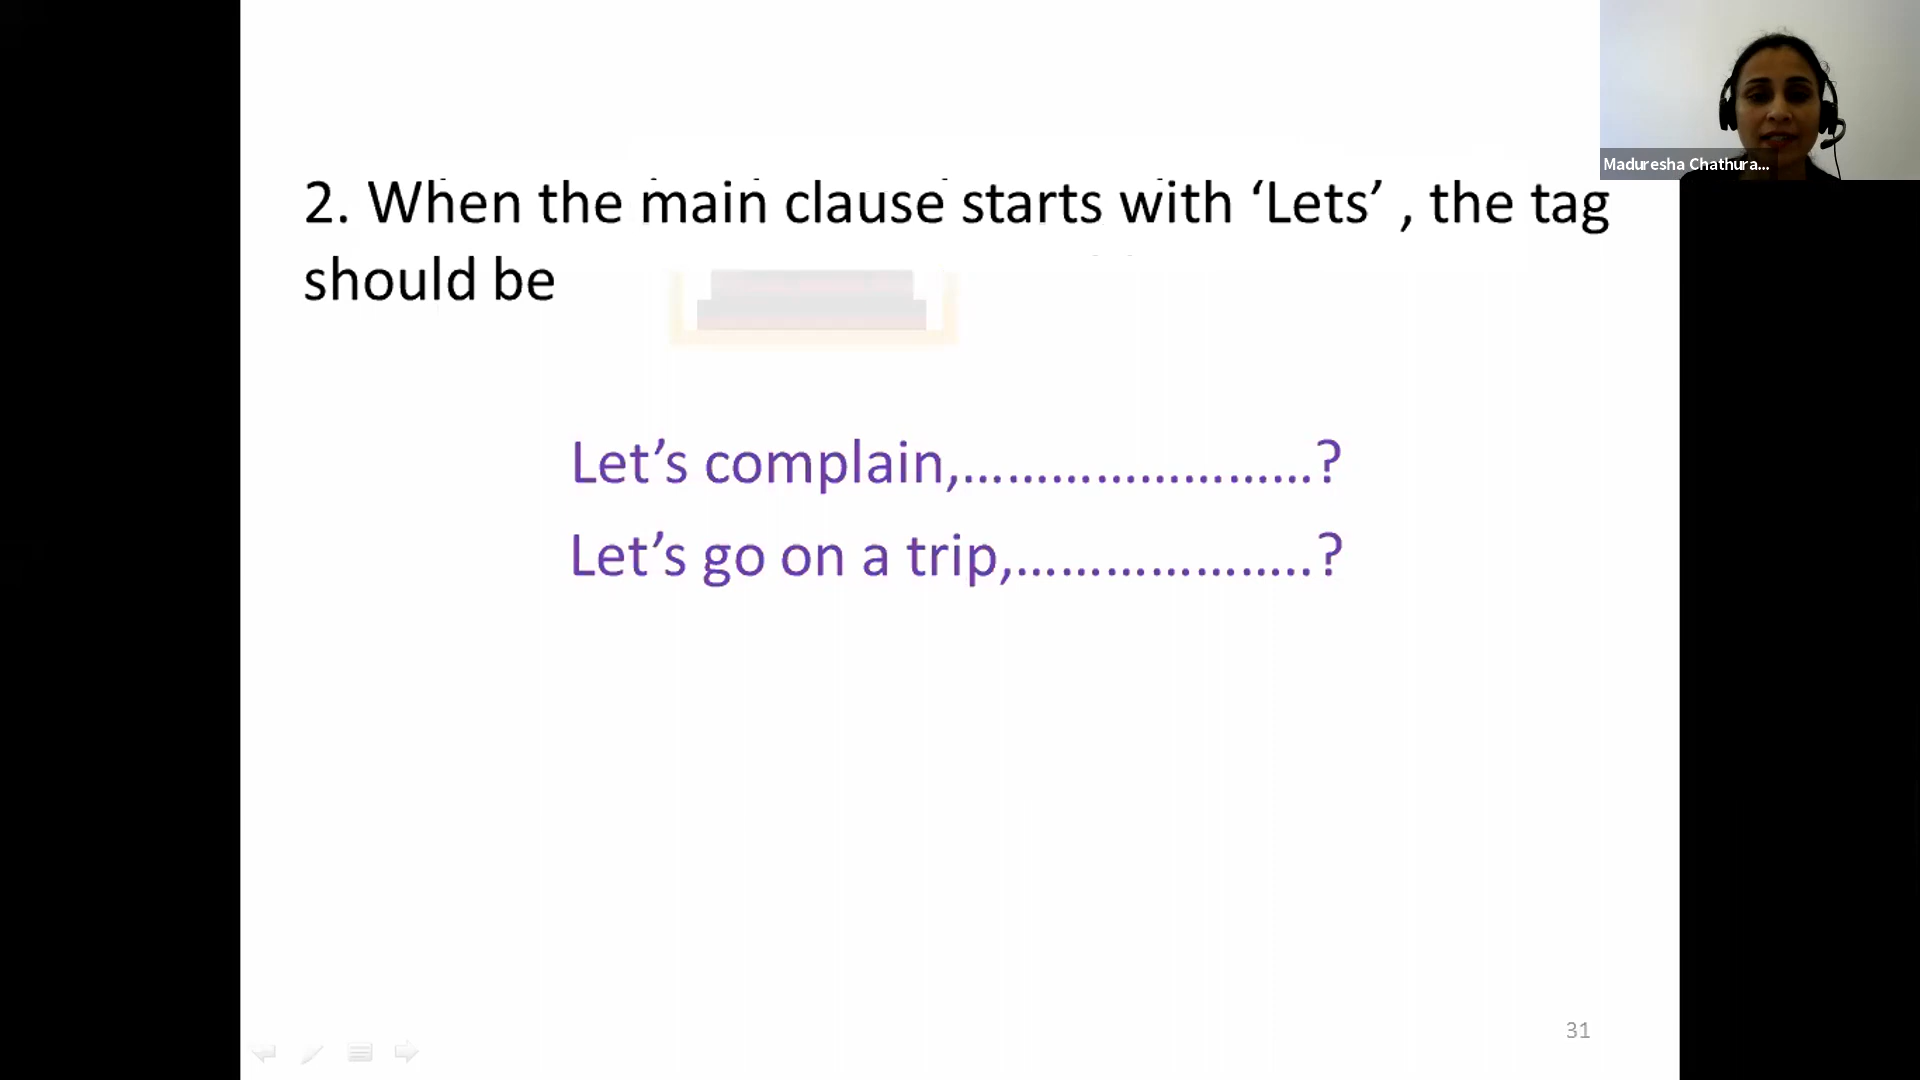 Maduresha Chathura...
2. When the main clause starts with ‘Lets’ , the tag
should be
Let’s complain,……………………?
Let’s go on a trip,………………..?
31